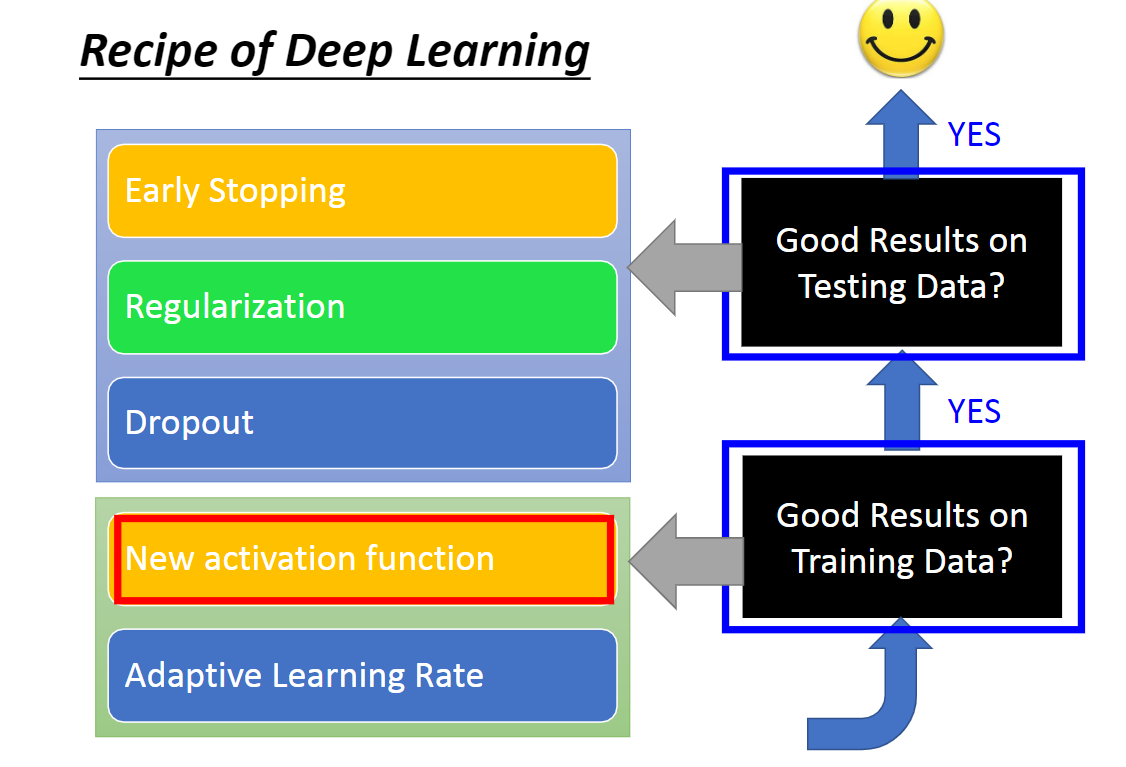 Recipe of Deep Learning
YES
Early Stopping
Good Results on
Testing Data?
Regularization
Dropout
YES
New activation function
Good Results on
Training Data?
Adaptive Learning Rate